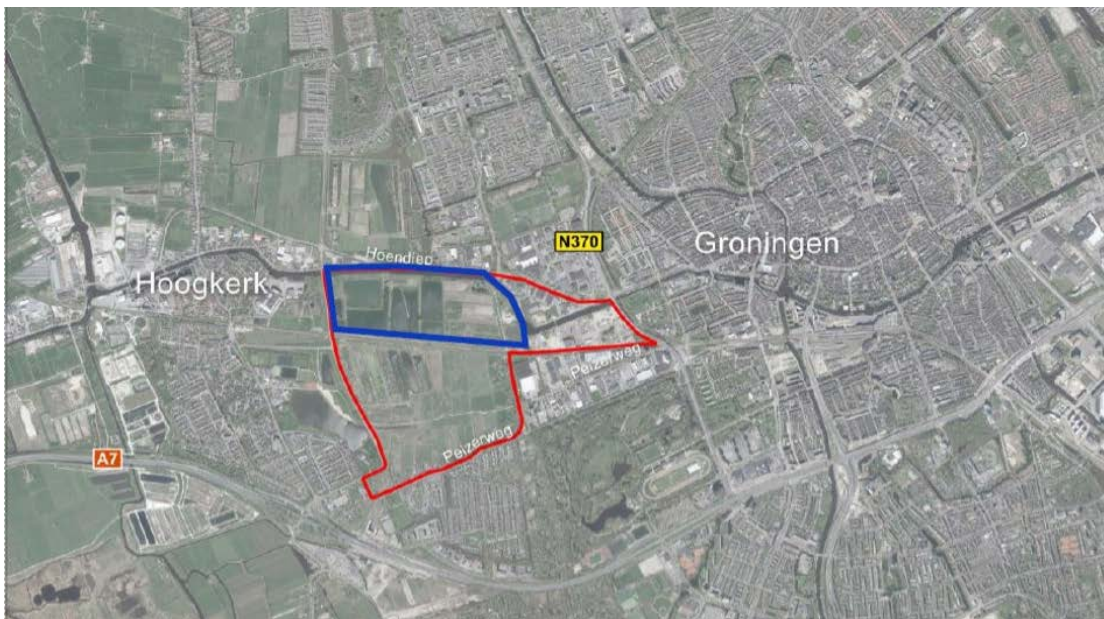 Hoendiep
N370
Groningen
Hoogkerk
Peizerweg
Peizerweg
A7